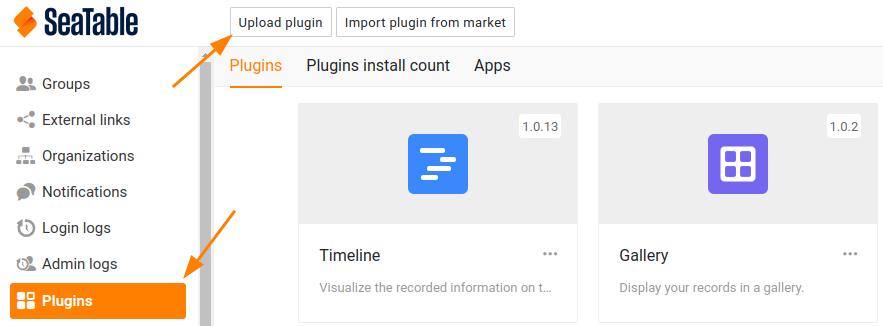 SeaTable
Upload plugin
Import plugin from market
Plugins
Plugins install count
Apps
Groups
External links
Organizations
Notifications
Login logs
Admin logs
Plugins
1.0.13
Timeline
Visualize the recorded information on t...
1.0.2
Gallery
Display your records in a gallery.